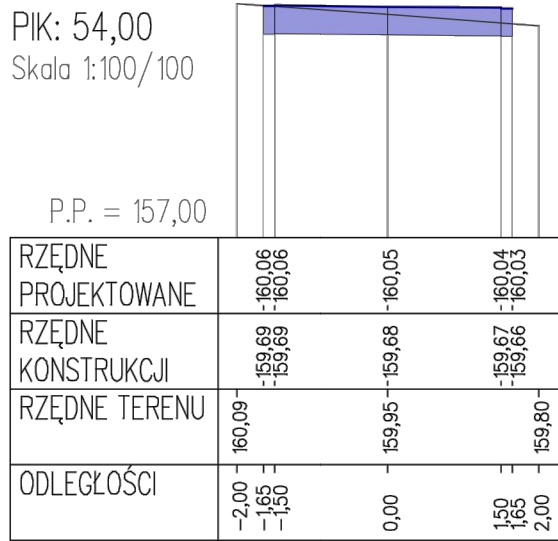 PIK: 54,00
Skala 1:100/100
P.P. = 157,00
RZĘDNE PROJEKTOWANE
-160,06 -160,06 -160,05 -160,04 -160,03
RZĘDNE KONSTRUKCJI
-159,69 -159,69 -159,68 -159,67 -159,66
RZĘDNE TERENU
160,09 159,95 159,80
ODLEGŁOŚCI
-2,00 -1,65 -1,50 0,00 1,50 1,65 2,00